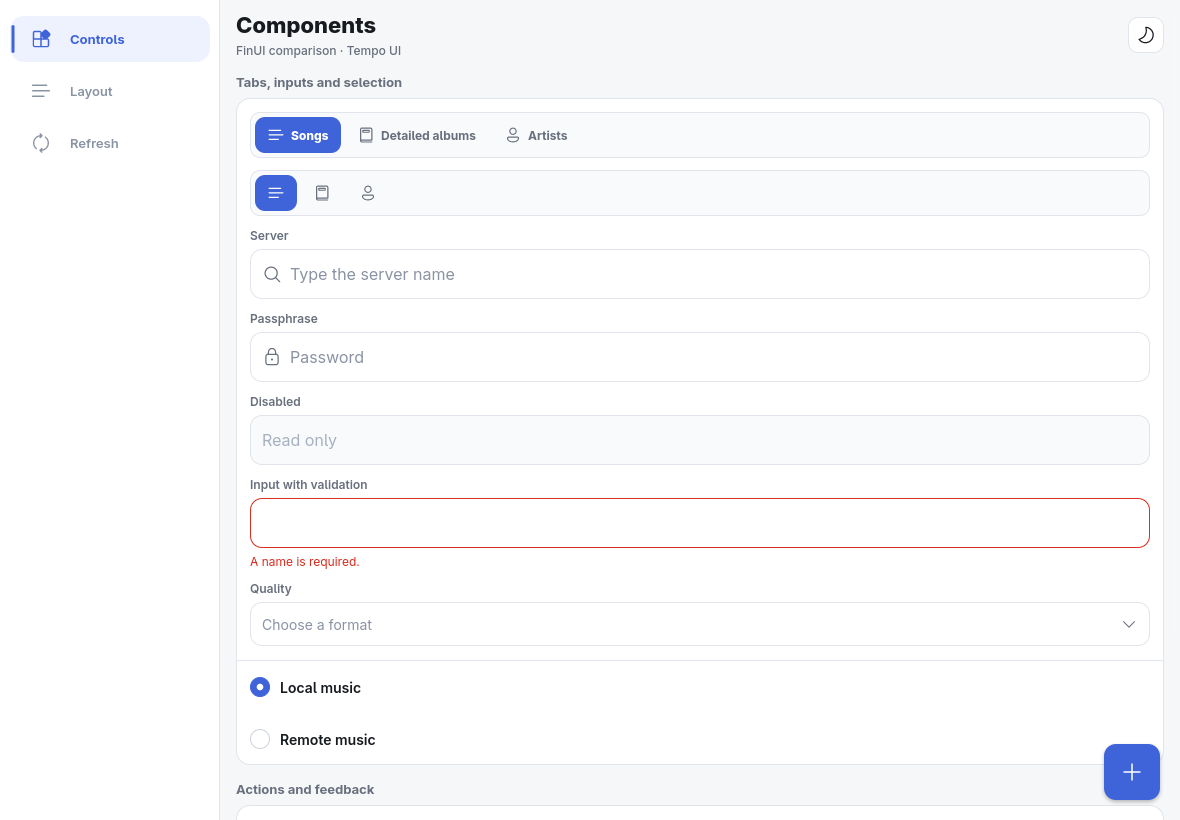 Controls
Layout
Refresh
Components
FinUI comparison · Tempo UI
Tabs, inputs and selection
Songs
Detailed albums
Artists
Server
Type the server name
Passphrase
Password
Disabled
Read only
Input with validation
A name is required.
Quality
Choose a format
Local music
Remote music
Actions and feedback